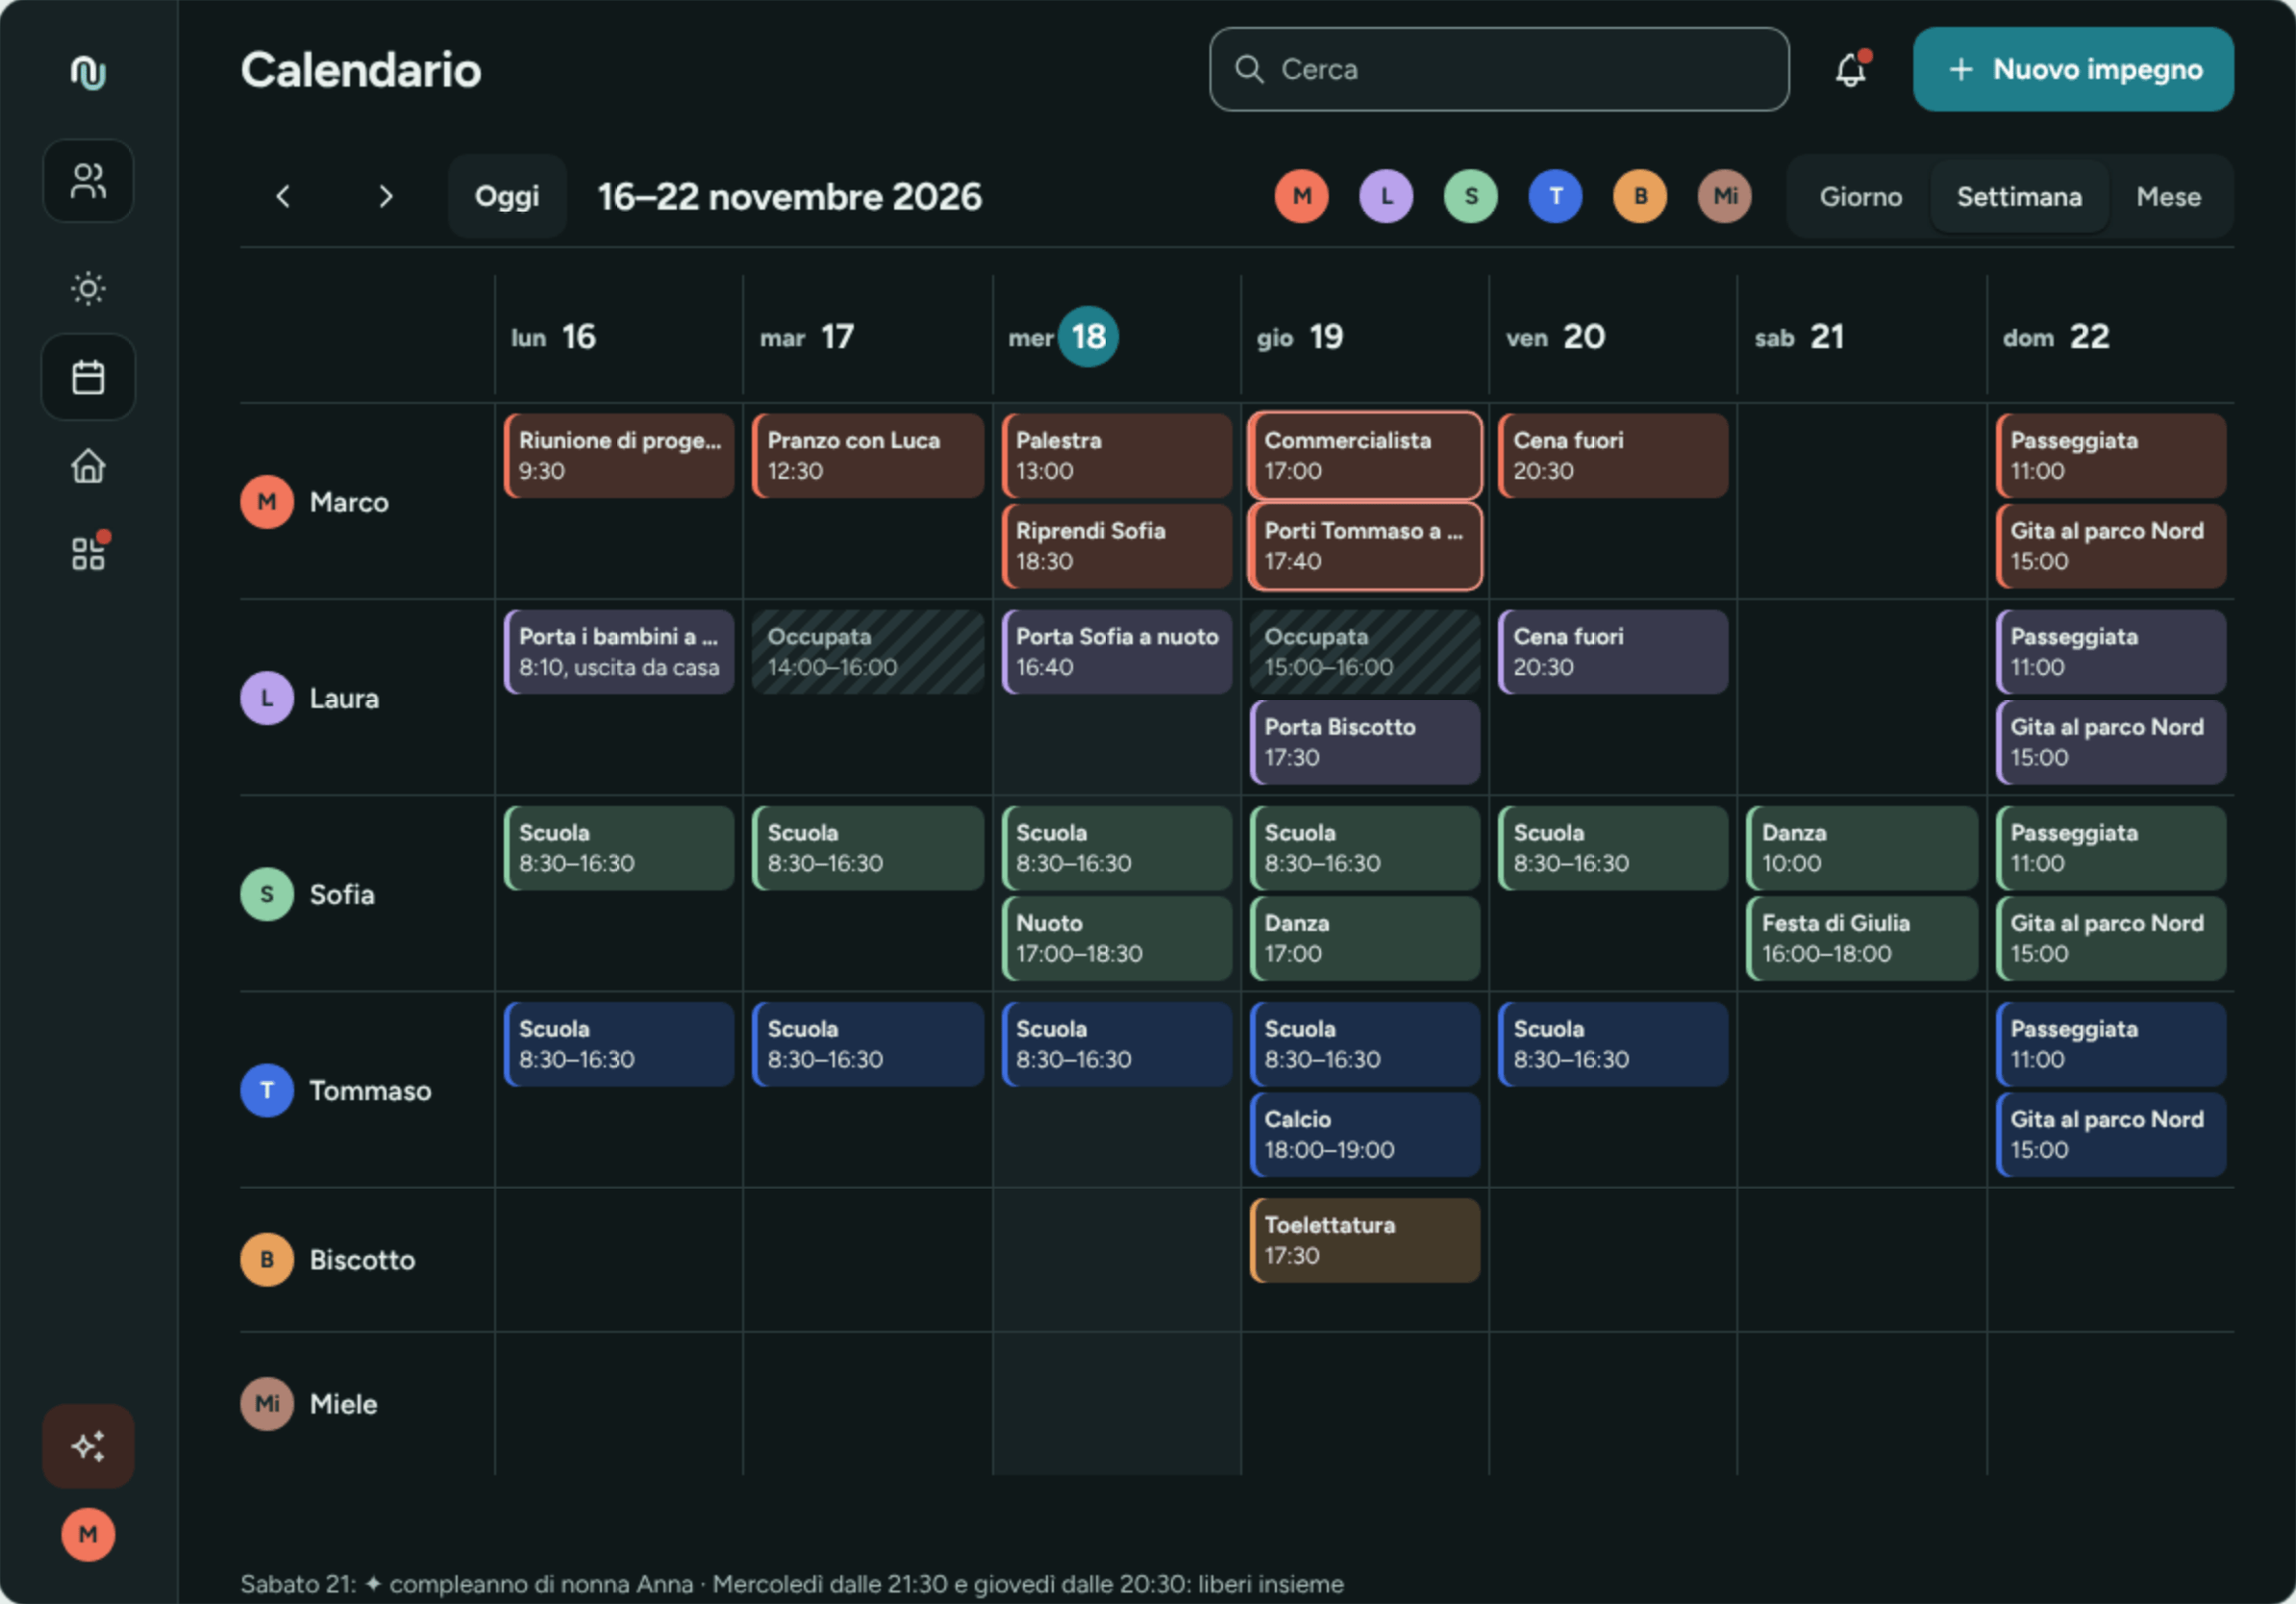 Calendario
Cerca
Nuovo impegno
Oggi
16–22 novembre 2026
M
L
S
T
B
Mi
Giorno
Settimana
Mese
lun 16
mar 17
mer 18
gio 19
ven 20
sab 21
dom 22
M
Marco
Riunione di proge...
9:30
Pranzo con Luca
12:30
Palestra
13:00
Riprendi Sofia
18:30
Commercialista
17:00
Porti Tommaso a ...
17:40
Cena fuori
20:30
Passeggiata
11:00
Gita al parco Nord
15:00
L
Laura
Porta i bambini a ...
8:10, uscita da casa
Occupata
14:00–16:00
Porta Sofia a nuoto
16:40
Occupata
15:00–16:00
Porta Biscotto
17:30
Cena fuori
20:30
Passeggiata
11:00
Gita al parco Nord
15:00
S
Sofia
Scuola
8:30–16:30
Scuola
8:30–16:30
Scuola
8:30–16:30
Nuoto
17:00–18:30
Scuola
8:30–16:30
Danza
17:00
Scuola
8:30–16:30
Danza
10:00
Festa di Giulia
16:00–18:00
Passeggiata
11:00
Gita al parco Nord
15:00
T
Tommaso
Scuola
8:30–16:30
Scuola
8:30–16:30
Scuola
8:30–16:30
Scuola
8:30–16:30
Calcio
18:00–19:00
Scuola
8:30–16:30
Passeggiata
11:00
Gita al parco Nord
15:00
B
Biscotto
Toelettatura
17:30
Mi
Miele
M
Sabato 21: ✦ compleanno di nonna Anna · Mercoledì dalle 21:30 e giovedì dalle 20:30: liberi insieme